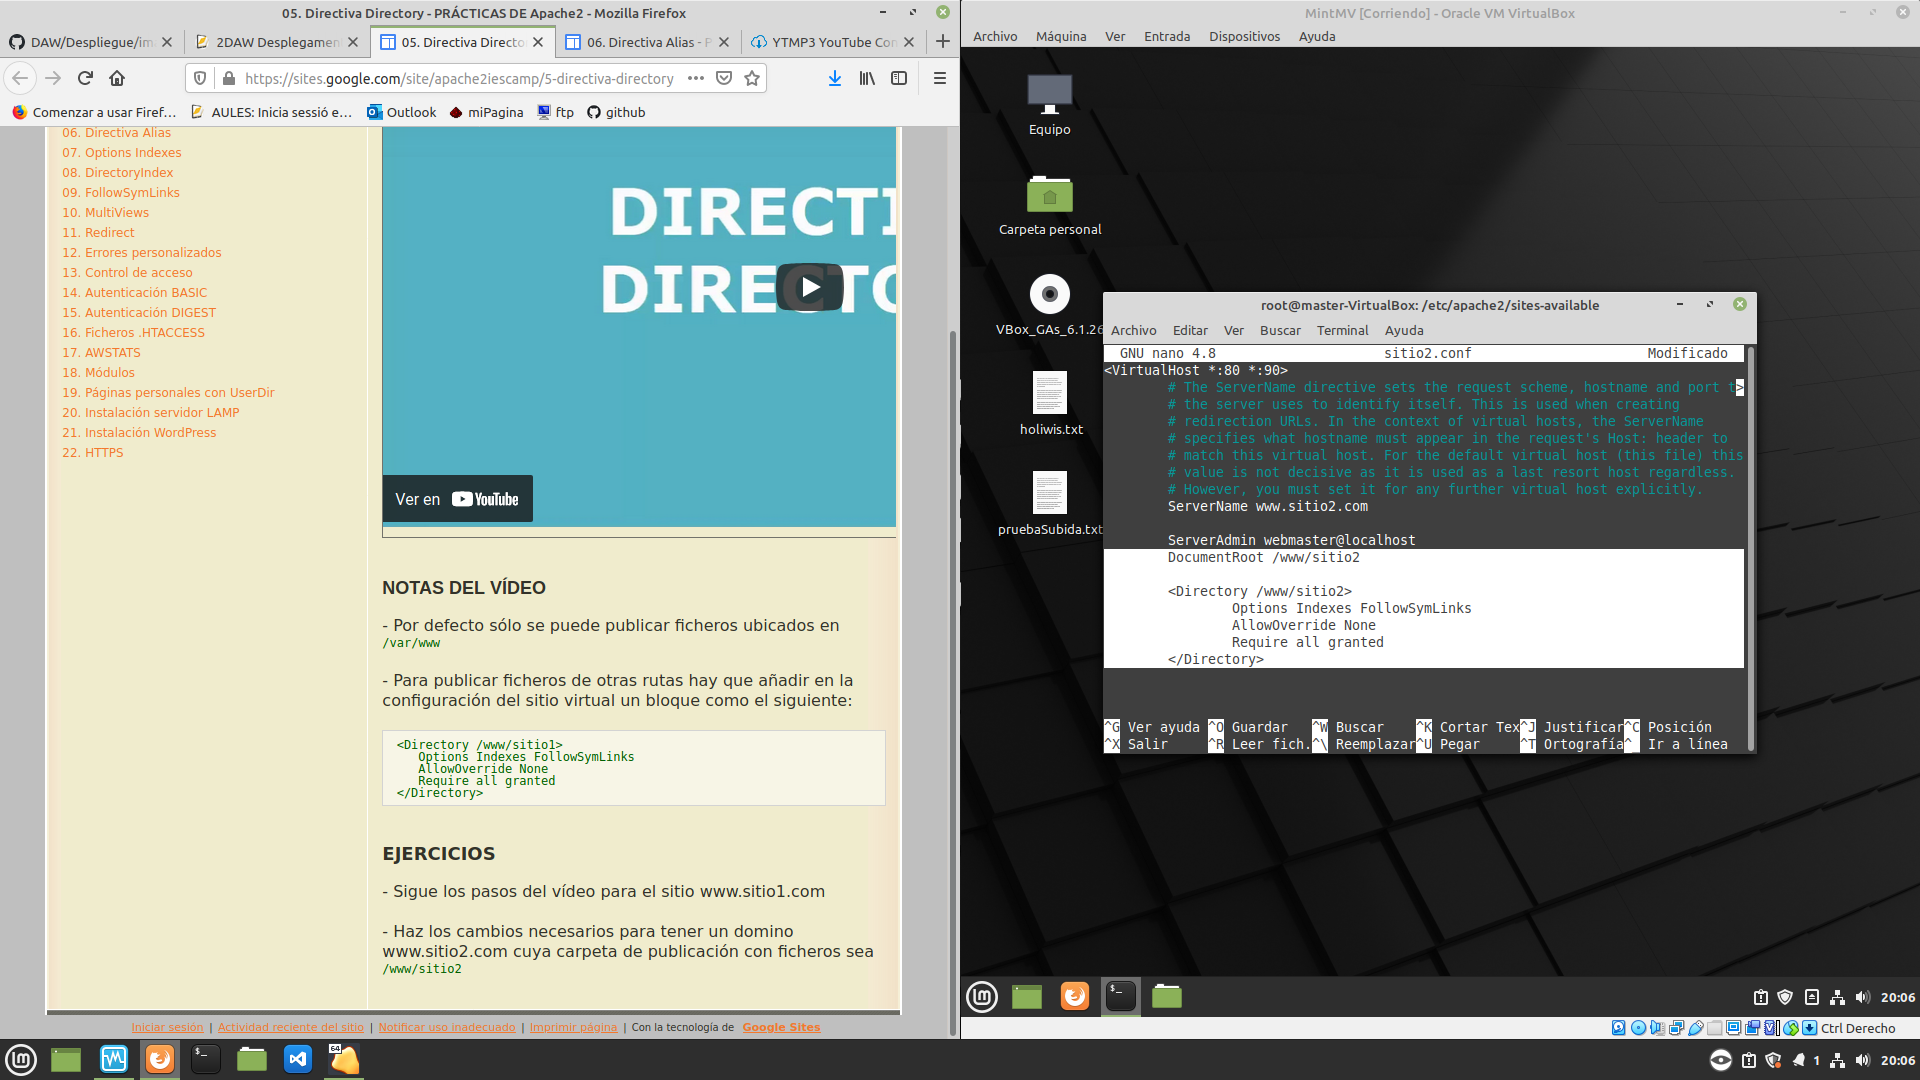 05. Directiva Directory - PRÁCTICAS DE Apache2 - Mozilla Firefox
DAW/Despliegue/im
2DAW Desplegamen
05. Directiva Directo
06. Directiva Alias - P
YTMP3 YouTube Con
https://sites.google.com/site/apache2iescamp/5-directiva-directory
Comenzar a usar Firef…
AULES: Inicia sessió e…
Outlook
miPagina
ftp
github
06. Directiva Alias
07. Options Indexes
08. DirectoryIndex
09. FollowSymLinks
10. MultiViews
11. Redirect
12. Errores personalizados
13. Control de acceso
14. Autenticación BASIC
15. Autenticación DIGEST
16. Ficheros .HTACCESS
17. AWSTATS
18. Módulos
19. Páginas personales con UserDir
20. Instalación servidor LAMP
21. Instalación WordPress
22. HTTPS
DIRECTI
DIRECTO
Ver en YouTube
NOTAS DEL VÍDEO
- Por defecto sólo se puede publicar ficheros ubicados en
/var/www
- Para publicar ficheros de otras rutas hay que añadir en la
configuración del sitio virtual un bloque como el siguiente:
<Directory /www/sitio1>
Options Indexes FollowSymLinks
AllowOverride None
Require all granted
</Directory>
EJERCICIOS
- Sigue los pasos del vídeo para el sitio www.sitio1.com
- Haz los cambios necesarios para tener un domino
www.sitio2.com cuya carpeta de publicación con ficheros sea
/www/sitio2
Iniciar sesión | Actividad reciente del sitio | Notificar uso inadecuado | Imprimir página | Con la tecnología de Google Sites
MintMV [Corriendo] - Oracle VM VirtualBox
Archivo Máquina Ver Entrada Dispositivos Ayuda
Equipo
Carpeta personal
VBox_GAs_6.1.26
holiwis.txt
pruebaSubida.txt
root@master-VirtualBox: /etc/apache2/sites-available
Archivo Editar Ver Buscar Terminal Ayuda
GNU nano 4.8 sitio2.conf Modificado
<VirtualHost *:80 *:90>
# The ServerName directive sets the request scheme, hostname and port t>
# the server uses to identify itself. This is used when creating
# redirection URLs. In the context of virtual hosts, the ServerName
# specifies what hostname must appear in the request's Host: header to
# match this virtual host. For the default virtual host (this file) this
# value is not decisive as it is used as a last resort host regardless.
# However, you must set it for any further virtual host explicitly.
ServerName www.sitio2.com
ServerAdmin webmaster@localhost
DocumentRoot /www/sitio2
<Directory /www/sitio2>
Options Indexes FollowSymLinks
AllowOverride None
Require all granted
</Directory>
^G Ver ayuda ^O Guardar ^W Buscar ^K Cortar Tex^J Justificar^C Posición
^X Salir ^R Leer fich.^\ Reemplazar^U Pegar ^T Ortografía^_ Ir a línea
20:06
Ctrl Derecho
64
1 20:06